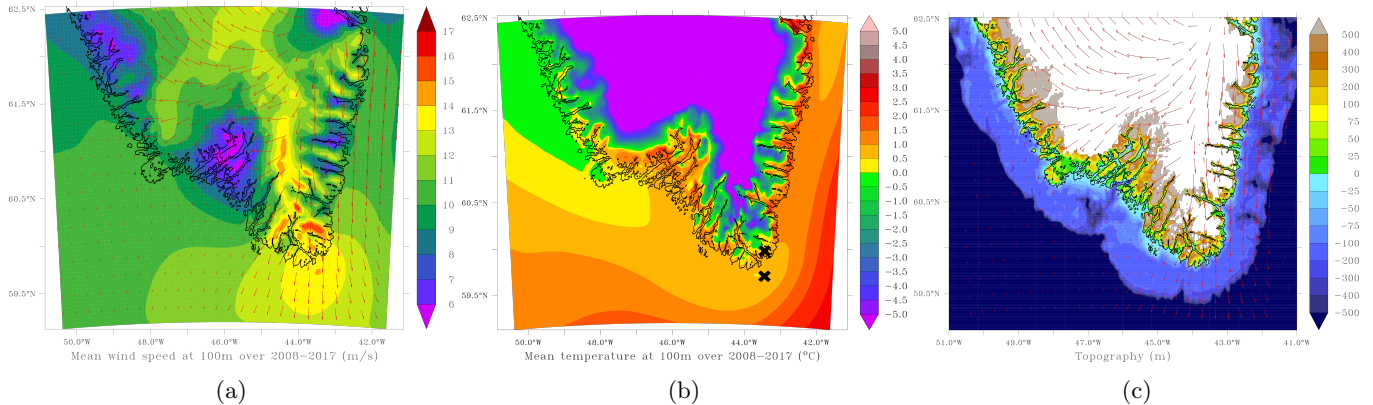 62.5°N
61.5°N
60.5°N
59.5°N
50.0°W 48.0°W 46.0°W 44.0°W 42.0°W
Mean wind speed at 100m over 2008−2017 (m/s)
17
16
15
14
13
12
11
10
9
8
7
6
(a)
62.5°N
61.5°N
60.5°N
59.5°N
50.0°W 48.0°W 46.0°W 44.0°W 42.0°W
Mean temperature at 100m over 2008−2017 (°C)
5.0
4.5
4.0
3.5
3.0
2.5
2.0
1.5
1.0
0.5
0.0
−0.0
−0.5
−1.0
−1.5
−2.0
−2.5
−3.0
−3.5
−4.0
−4.5
−5.0
(b)
62.5°N
61.5°N
60.5°N
59.5°N
51.0°W 49.0°W 47.0°W 45.0°W 43.0°W 41.0°W
Topography (m)
500
400
300
200
100
75
50
25
0
−25
−50
−75
−100
−200
−300
−400
−500
(c)